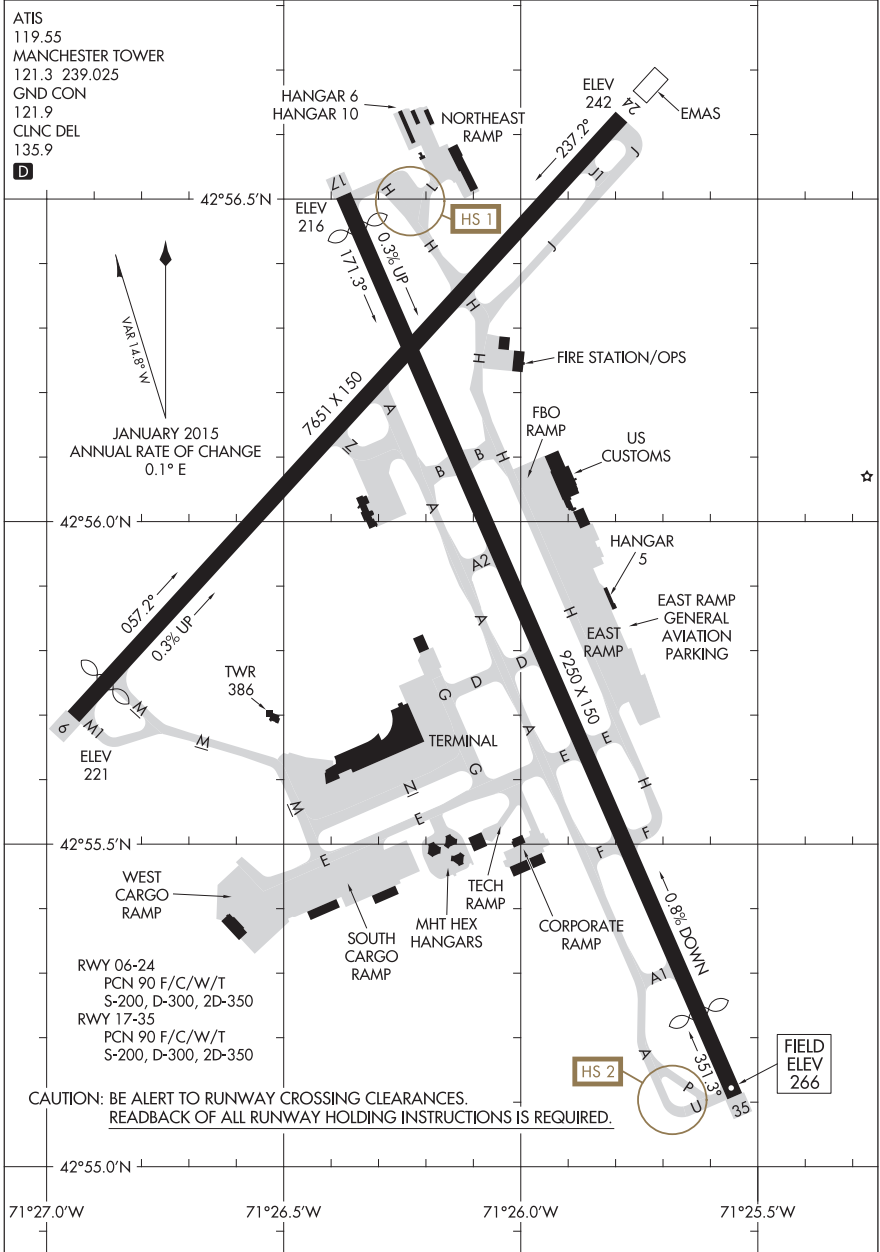 ATIS
119.55
MANCHESTER TOWER
121.3 239.025
GND CON
121.9
CLNC DEL
135.9
D
HANGAR 6
HANGAR 10
NORTHEAST
RAMP
ELEV
242
24
EMAS
237.2°
J
J1
J
17
H
L
HS 1
42°56.5'N
ELEV
216
H
0.3% UP
171.3°
H
VAR 14.8° W
H
FIRE STATION/OPS
JANUARY 2015
ANNUAL RATE OF CHANGE
0.1° E
7651 X 150
A
Z
FBO
RAMP
US
CUSTOMS
B
B
H
A
42°56.0'N
A2
HANGAR
5
057.2°
0.3% UP
A
H
EAST
RAMP
EAST RAMP
GENERAL
AVIATION
PARKING
TWR
386
G
D
D
9250 X 150
M
M1
6
M
ELEV
221
TERMINAL
A
E
E
G
N
M
E
H
42°55.5'N
E
F
F
WEST
CARGO
RAMP
SOUTH
CARGO
RAMP
MHT HEX
HANGARS
TECH
RAMP
CORPORATE
RAMP
0.8% DOWN
A1
RWY 06-24
PCN 90 F/C/W/T
S-200, D-300, 2D-350
RWY 17-35
PCN 90 F/C/W/T
S-200, D-300, 2D-350
A
351.3°
HS 2
P
U
35
FIELD
ELEV
266
CAUTION: BE ALERT TO RUNWAY CROSSING CLEARANCES.
READBACK OF ALL RUNWAY HOLDING INSTRUCTIONS IS REQUIRED.
42°55.0'N
71°27.0'W
71°26.5'W
71°26.0'W
71°25.5'W